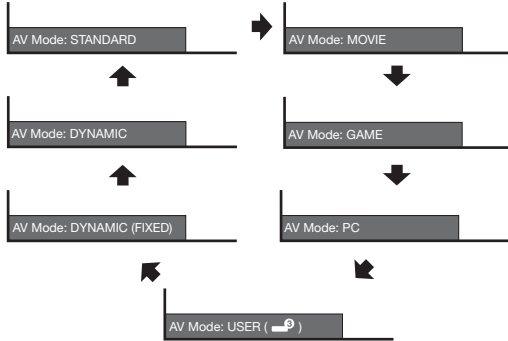 AV Mode: STANDARD
AV Mode: MOVIE
AV Mode: DYNAMIC
AV Mode: GAME
AV Mode: DYNAMIC (FIXED)
AV Mode: PC
AV Mode: USER ( 3 )